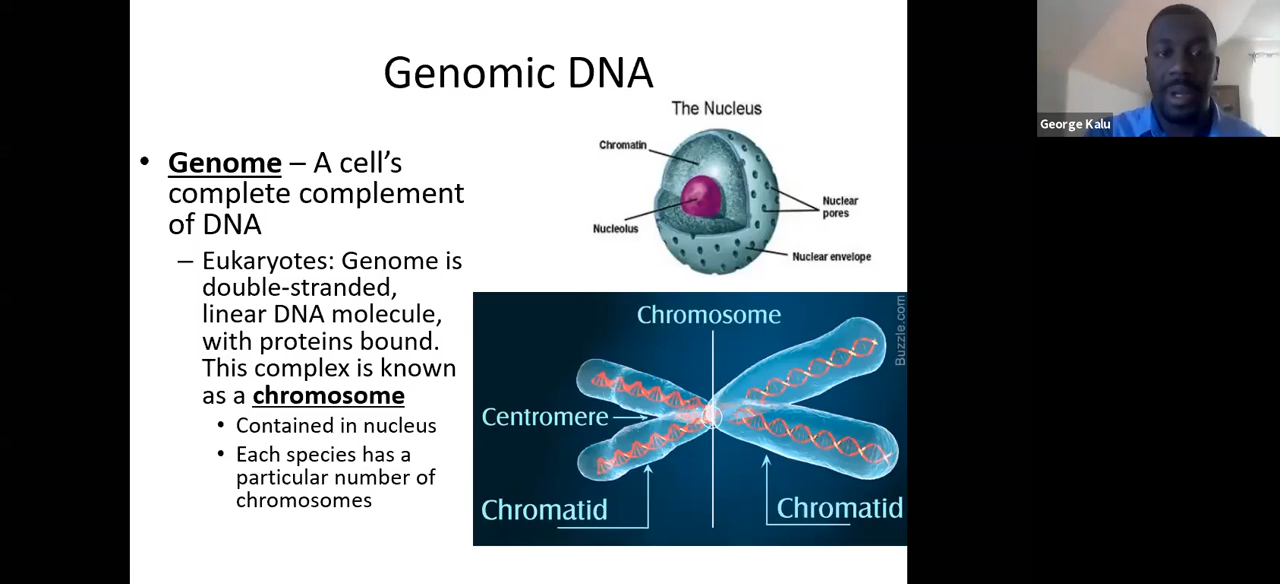 Genomic DNA
• Genome – A cell's
complete complement
of DNA
– Eukaryotes: Genome is
double-stranded,
linear DNA molecule,
with proteins bound.
This complex is known
as a chromosome
• Contained in nucleus
• Each species has a
particular number of
chromosomes
The Nucleus
Chromatin
Nucleolus
Nuclear
pores
Nuclear envelope
Chromosome
Centromere
Chromatid
Chromatid
Buzzle.com
George Kalu